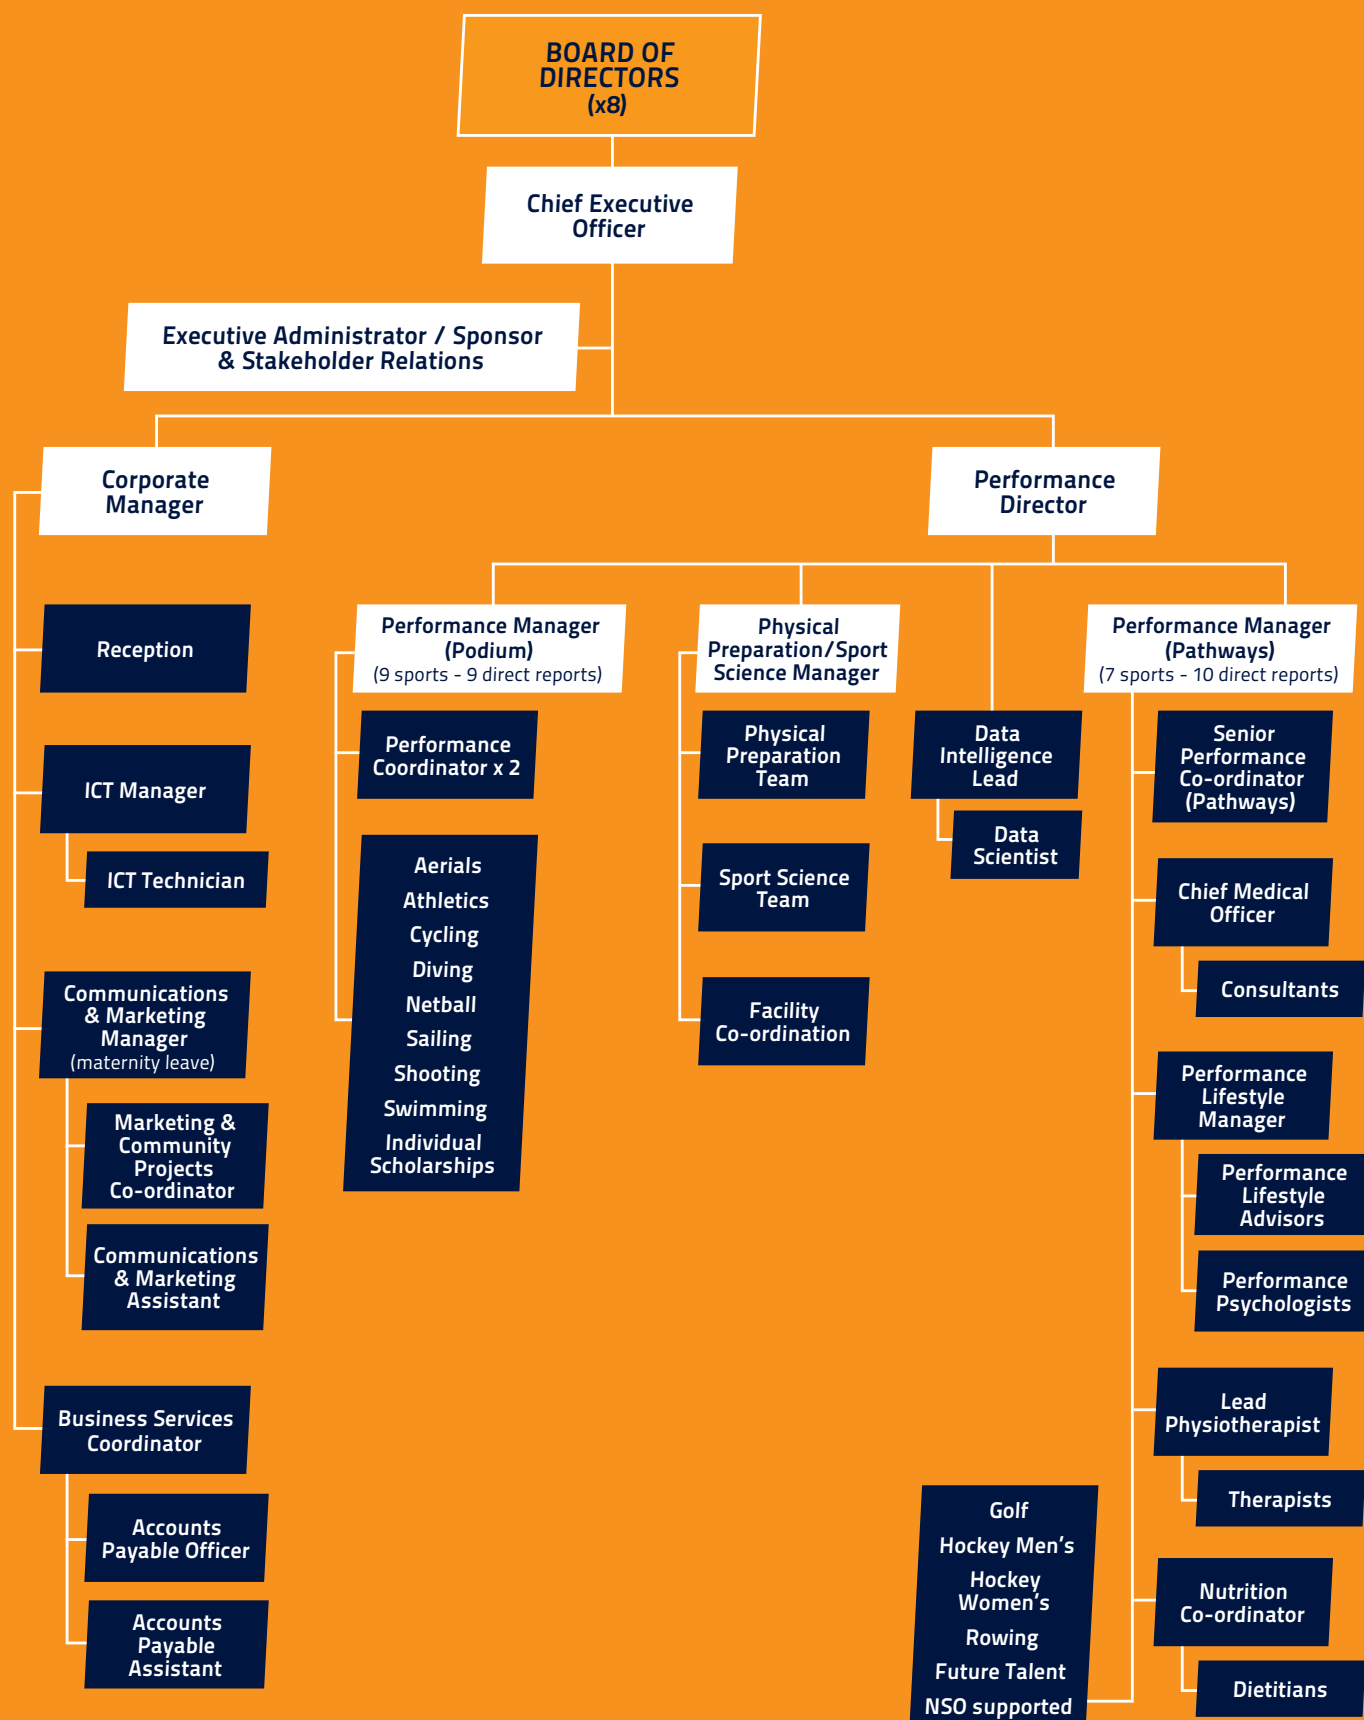 BOARD OF
DIRECTORS
(x8)
Chief Executive
Officer
Executive Administrator / Sponsor
& Stakeholder Relations
Corporate
Manager
Performance
Director
Reception
ICT Manager
ICT Technician
Communications
& Marketing
Manager
(maternity leave)
Marketing &
Community
Projects
Co-ordinator
Communications
& Marketing
Assistant
Business Services
Coordinator
Accounts
Payable Officer
Accounts
Payable
Assistant
Performance Manager
(Podium)
(9 sports - 9 direct reports)
Performance
Coordinator x 2
Aerials
Athletics
Cycling
Diving
Netball
Sailing
Shooting
Swimming
Individual
Scholarships
Physical
Preparation/Sport
Science Manager
Physical
Preparation
Team
Sport Science
Team
Facility
Co-ordination
Data
Intelligence
Lead
Data
Scientist
Performance Manager
(Pathways)
(7 sports - 10 direct reports)
Senior
Performance
Co-ordinator
(Pathways)
Chief Medical
Officer
Consultants
Performance
Lifestyle
Manager
Performance
Lifestyle
Advisors
Performance
Psychologists
Lead
Physiotherapist
Therapists
Nutrition
Co-ordinator
Dietitians
Golf
Hockey Men's
Hockey
Women's
Rowing
Future Talent
NSO supported